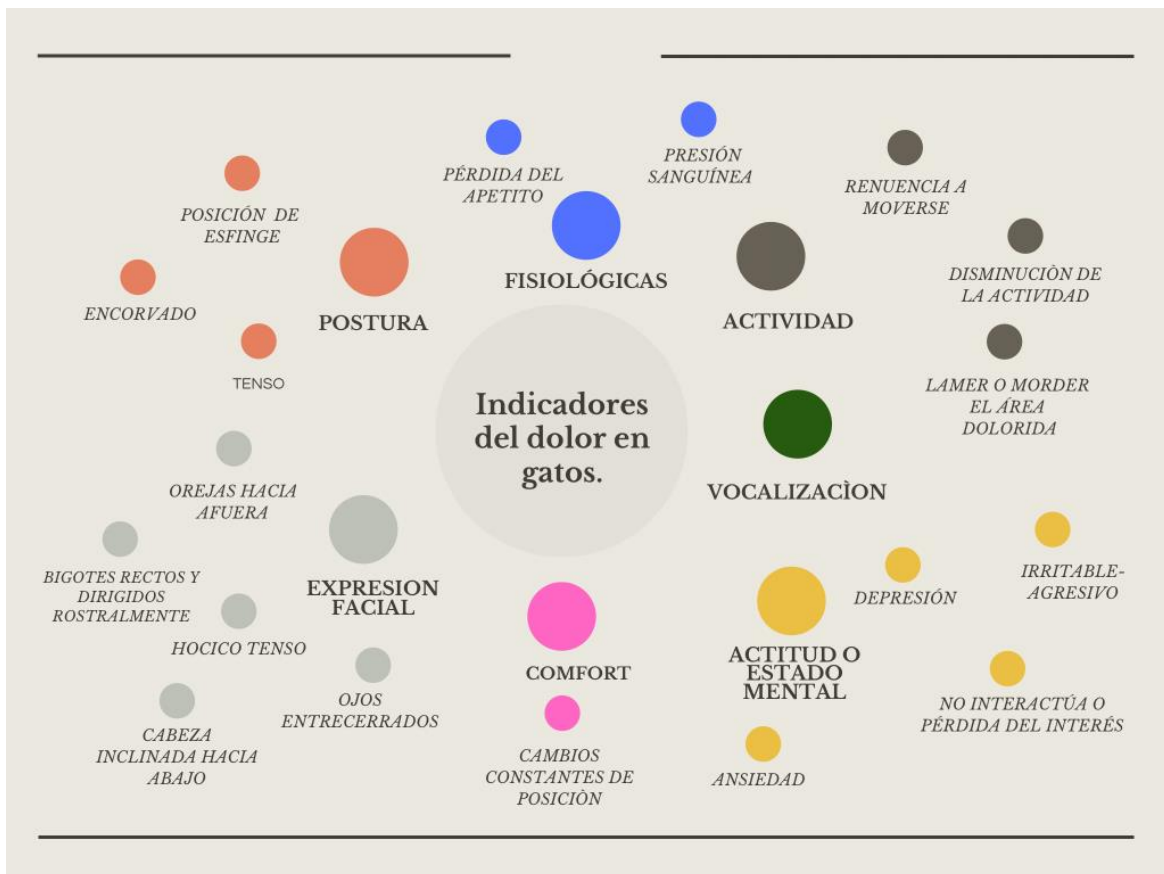 PÉRDIDA DEL
APETITO
PRESIÓN
SANGUÍNEA
FISIOLÓGICAS
POSICIÓN DE
ESFINGE
ENCORVADO
TENSO
POSTURA
RENUENCIA A
MOVERSE
DISMINUCIÒN DE
LA ACTIVIDAD
LAMER O MORDER
EL ÁREA
DOLORIDA
ACTIVIDAD
Indicadores
del dolor en
gatos.
VOCALIZACÌON
OREJAS HACIA
AFUERA
BIGOTES RECTOS Y
DIRIGIDOS
ROSTRALMENTE
HOCICO TENSO
CABEZA
INCLINADA HACIA
ABAJO
OJOS
ENTRECERRADOS
EXPRESION
FACIAL
COMFORT
CAMBIOS
CONSTANTES DE
POSICIÒN
DEPRESIÓN
IRRITABLE-
AGRESIVO
ACTITUD O
ESTADO
MENTAL
NO INTERACTÚA O
PÉRDIDA DEL INTERÉS
ANSIEDAD